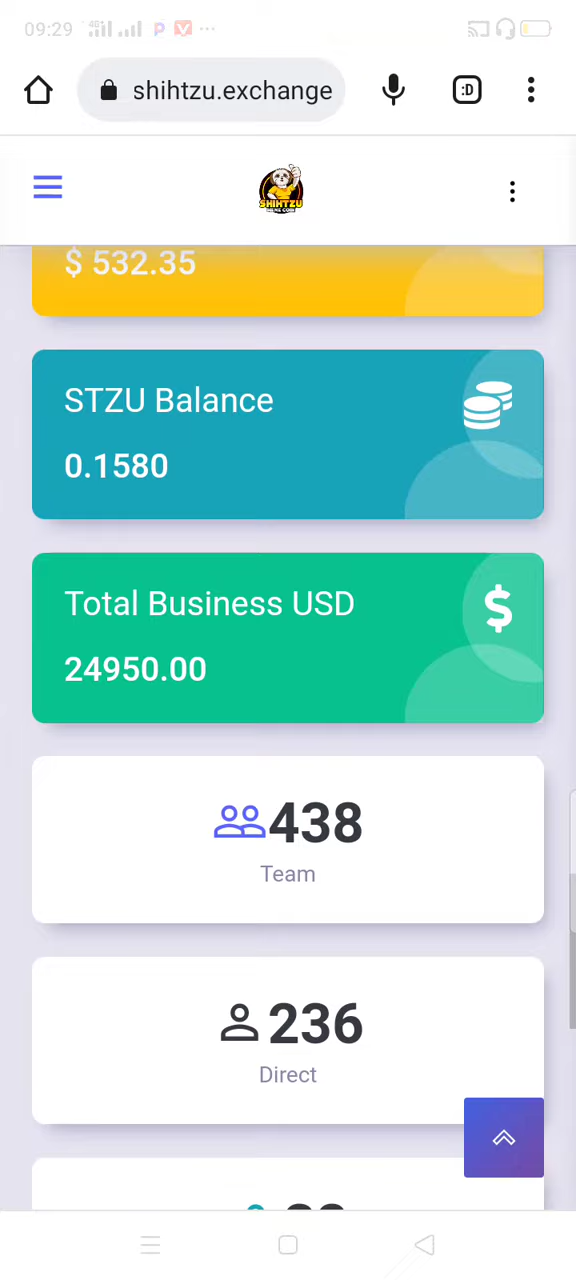 09:29
shihtzu.exchange
:D
SHIHTZU
$ 532.35
STZU Balance
0.1580
Total Business USD
24950.00
438
Team
236
Direct